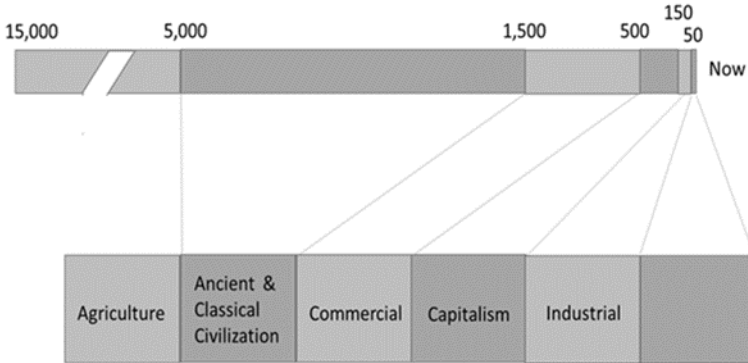 150
15,000 5,000 1,500 500 50
Now
Agriculture
Ancient &
Classical
Civilization
Commercial
Capitalism
Industrial